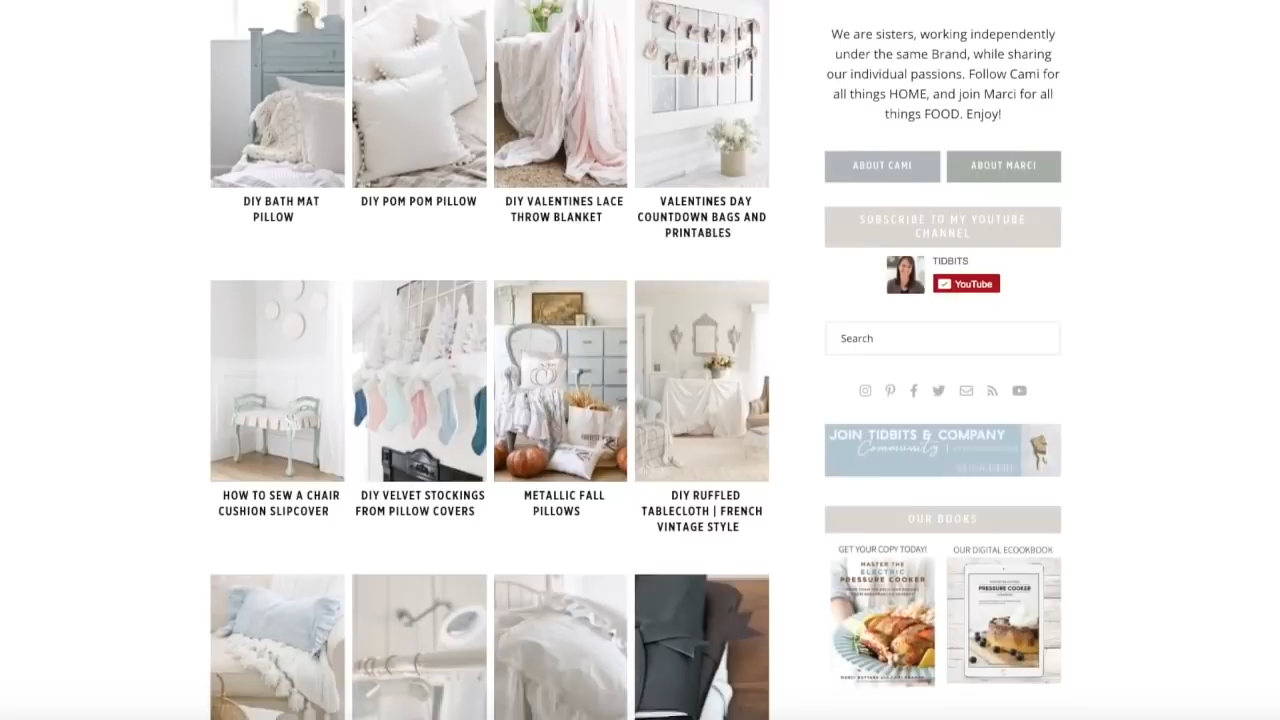 DIY BATH MAT
PILLOW
DIY POM POM PILLOW
DIY VALENTINES LACE
THROW BLANKET
VALENTINES DAY
COUNTDOWN BAGS AND
PRINTABLES
HOW TO SEW A CHAIR
CUSHION SLIPCOVER
DIY VELVET STOCKINGS
FROM PILLOW COVERS
METALLIC FALL
PILLOWS
DIY RUFFLED
TABLECLOTH | FRENCH
VINTAGE STYLE
We are sisters, working independently
under the same Brand, while sharing
our individual passions. Follow Cami for
all things HOME, and join Marci for all
things FOOD. Enjoy!
ABOUT CAMI
ABOUT MARCI
SUBSCRIBE TO MY YOUTUBE
CHANNEL
TIDBITS
YouTube
Search
JOIN TIDBITS & COMPANY
Community
OUR BOOKS
GET YOUR COPY TODAY!
MASTER THE
ELECTRIC
PRESSURE COOKER
OUR DIGITAL ECOOKBOOK
PRESSURE COOKER